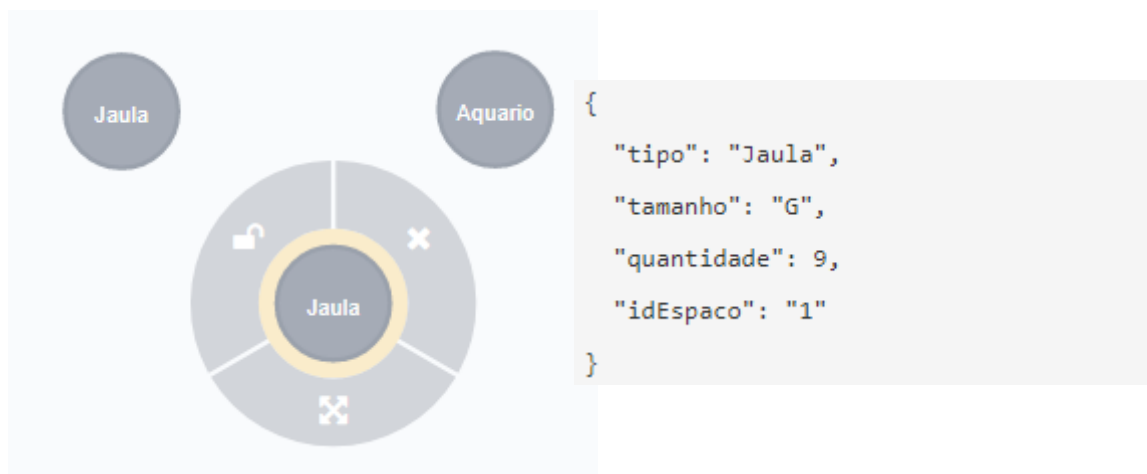 Jaula
Aquario
Jaula
{
"tipo": "Jaula",
"tamanho": "G",
"quantidade": 9,
"idEspaco": "1"
}